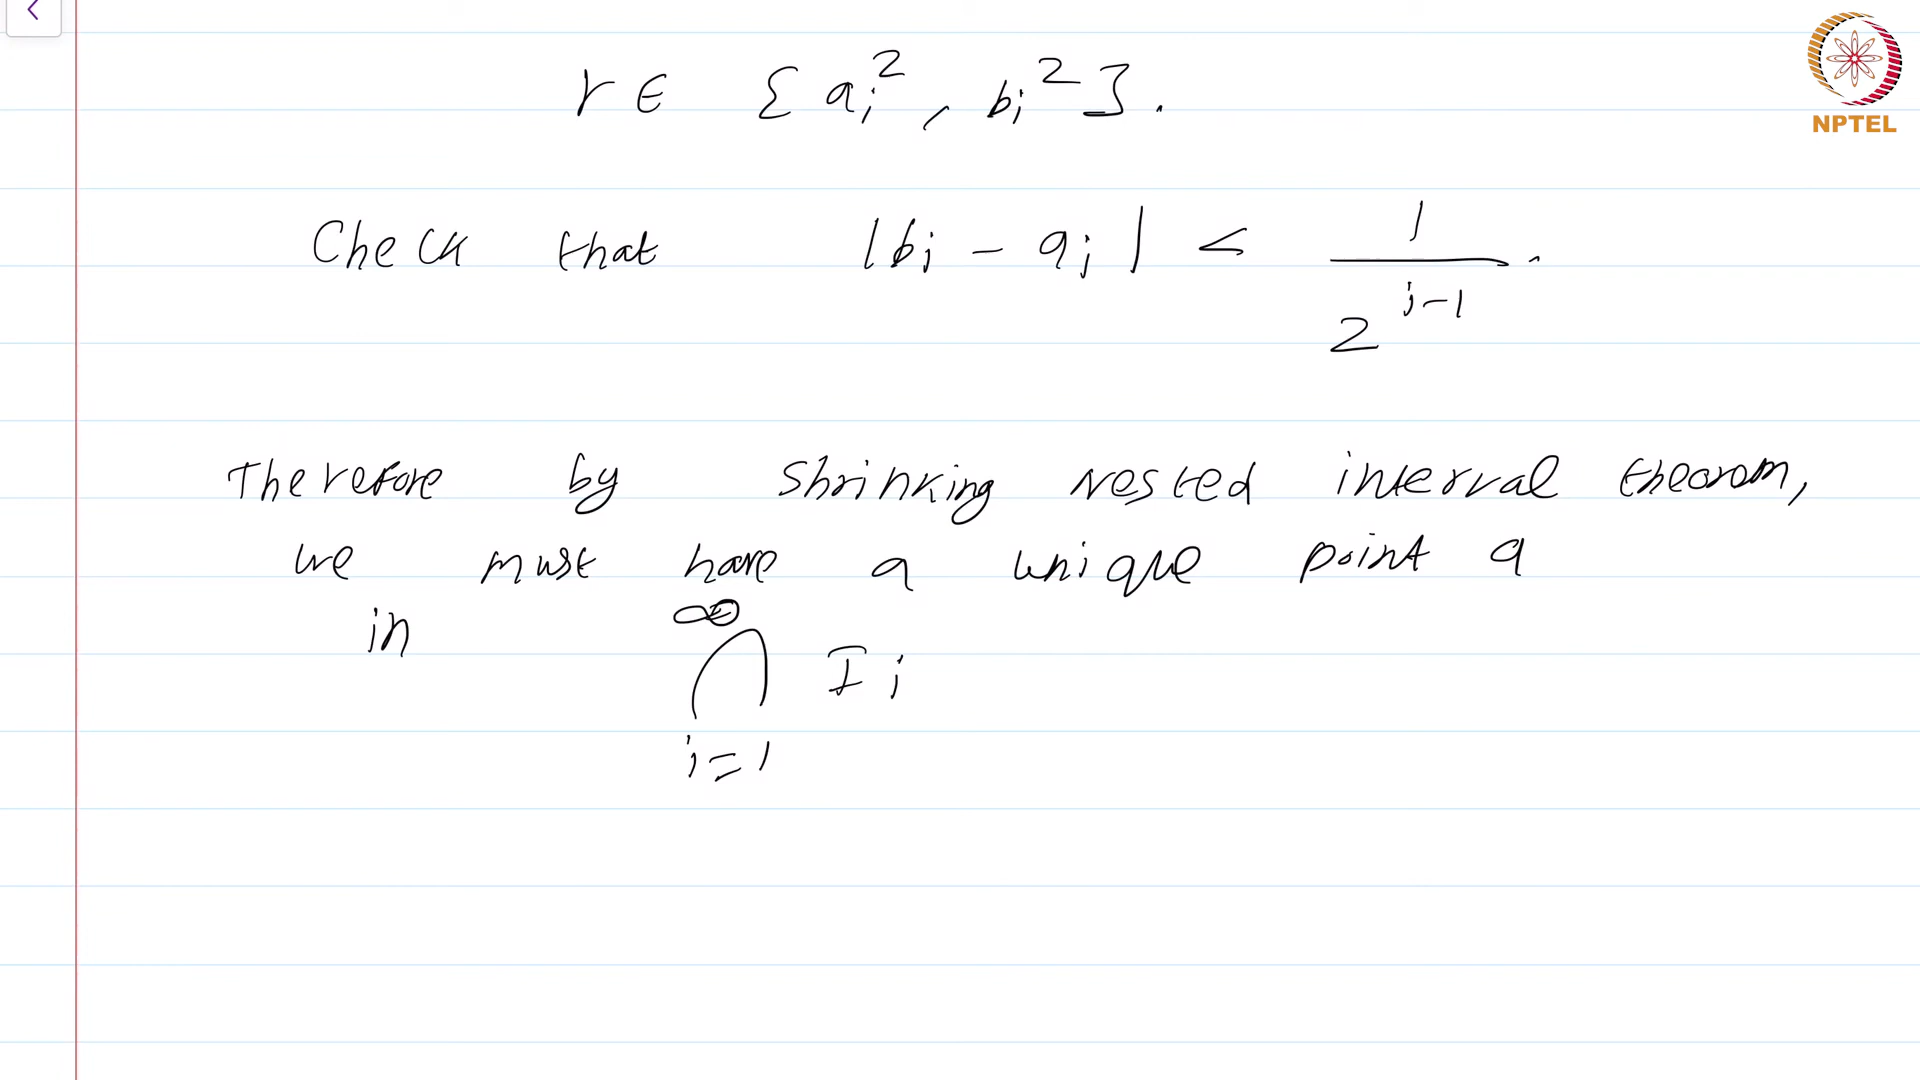 NPTEL
r ∈ { a_i^2 , b_i^2 } .
Check that |b_i - a_i| < 1 / 2^{i-1} .
Therefore by Shrinking Nested interval theorem,
we must have a unique point a
in ∞ ⋂ i=1 I_i